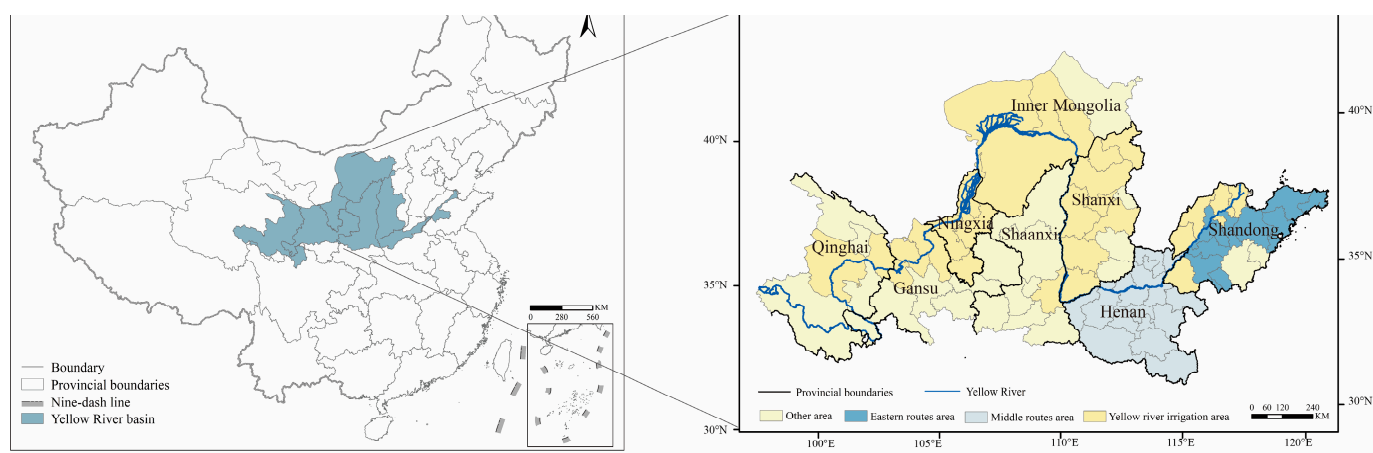 40°N
35°N
30°N
KM
0 280 560
Boundary
Provincial boundaries
Nine-dash line
Yellow River basin
Inner Mongolia
Shanxi
Ningxia
Shaanxi
Qinghai
Gansu
Shandong
Henan
40°N
35°N
30°N
Provincial boundaries Yellow River
Other area Eastern routes area Middle routes area Yellow river irrigation area
0 60 120 240
KM
100°E 105°E 110°E 115°E 120°E